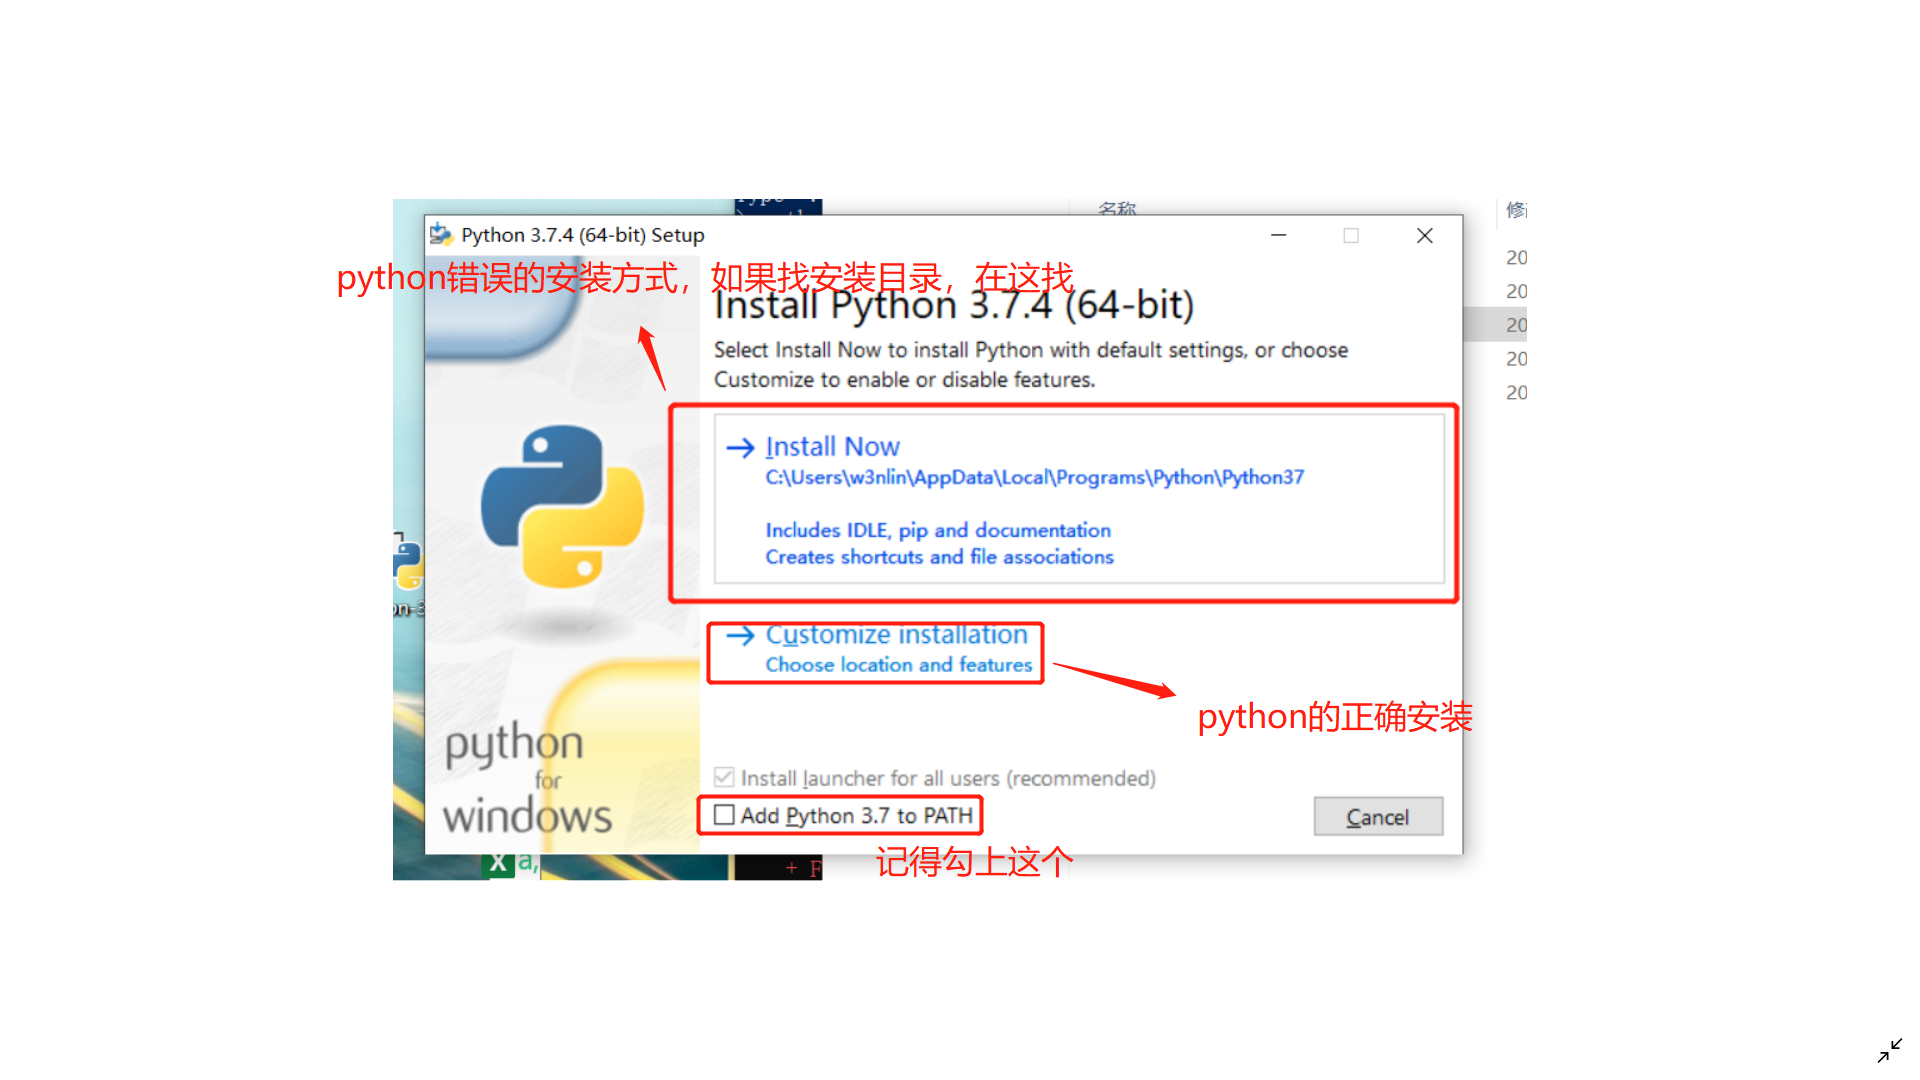 名称
修
Python 3.7.4 (64-bit) Setup
20
python错误的安装方式，如果找安装目录，在这找
Install Python 3.7.4 (64-bit)
20
20
Select Install Now to install Python with default settings, or choose
Customize to enable or disable features.
20
20
Install Now
C:\Users\w3nlin\AppData\Local\Programs\Python\Python37
Includes IDLE, pip and documentation
Creates shortcuts and file associations
Customize installation
Choose location and features
python的正确安装
python
for
windows
Install launcher for all users (recommended)
Add Python 3.7 to PATH
Cancel
记得勾上这个
X a,
+ F